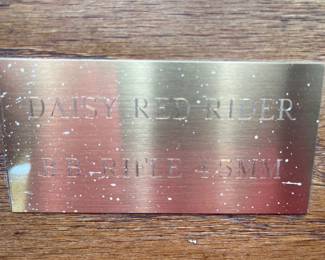 DAISY RED RIDER
B.B. RIFLE 4.5MM